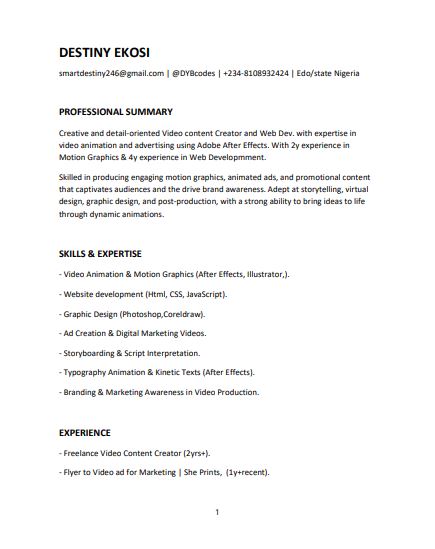 DESTINY EKOSI
smartdestiny246@gmail.com | @DYBcodes | +234-8108932424 | Edo/state Nigeria
PROFESSIONAL SUMMARY
Creative and detail-oriented Video content Creator and Web Dev. with expertise in
video animation and advertising using Adobe After Effects. With 2y experience in
Motion Graphics & 4y experience in Web Developmment.
Skilled in producing engaging motion graphics, animated ads, and promotional content
that captivates audiences and the drive brand awareness. Adept at storytelling, virtual
design, graphic design, and post-production, with a strong ability to bring ideas to life
through dynamic animations.
SKILLS & EXPERTISE
- Video Animation & Motion Graphics (After Effects, Illustrator,).
- Website development (Html, CSS, JavaScript).
- Graphic Design (Photoshop,Coreldraw).
- Ad Creation & Digital Marketing Videos.
- Storyboarding & Script Interpretation.
- Typography Animation & Kinetic Texts (After Effects).
- Branding & Marketing Awareness in Video Production.
EXPERIENCE
- Freelance Video Content Creator (2yrs+).
- Flyer to Video ad for Marketing | She Prints, (1y+recent).
1